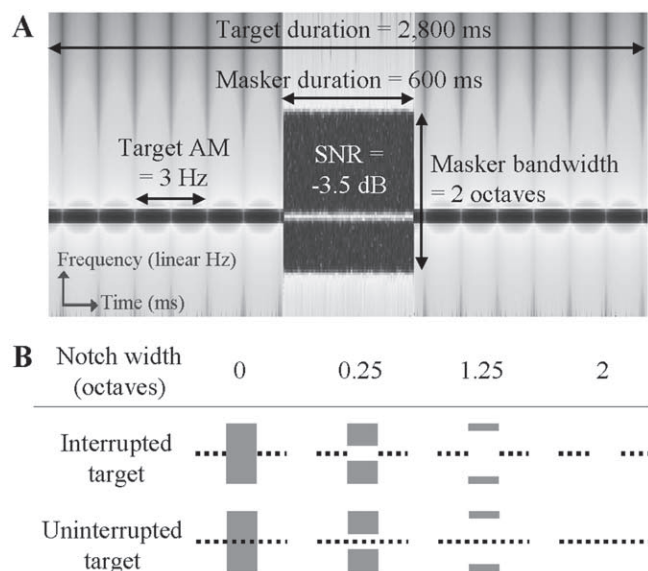 A
Target duration = 2,800 ms
Masker duration = 600 ms
Target AM
= 3 Hz
SNR =
-3.5 dB
Masker bandwidth
= 2 octaves
Frequency (linear Hz)
Time (ms)
B
Notch width
(octaves)
0
0.25
1.25
2
Interrupted
target
Uninterrupted
target